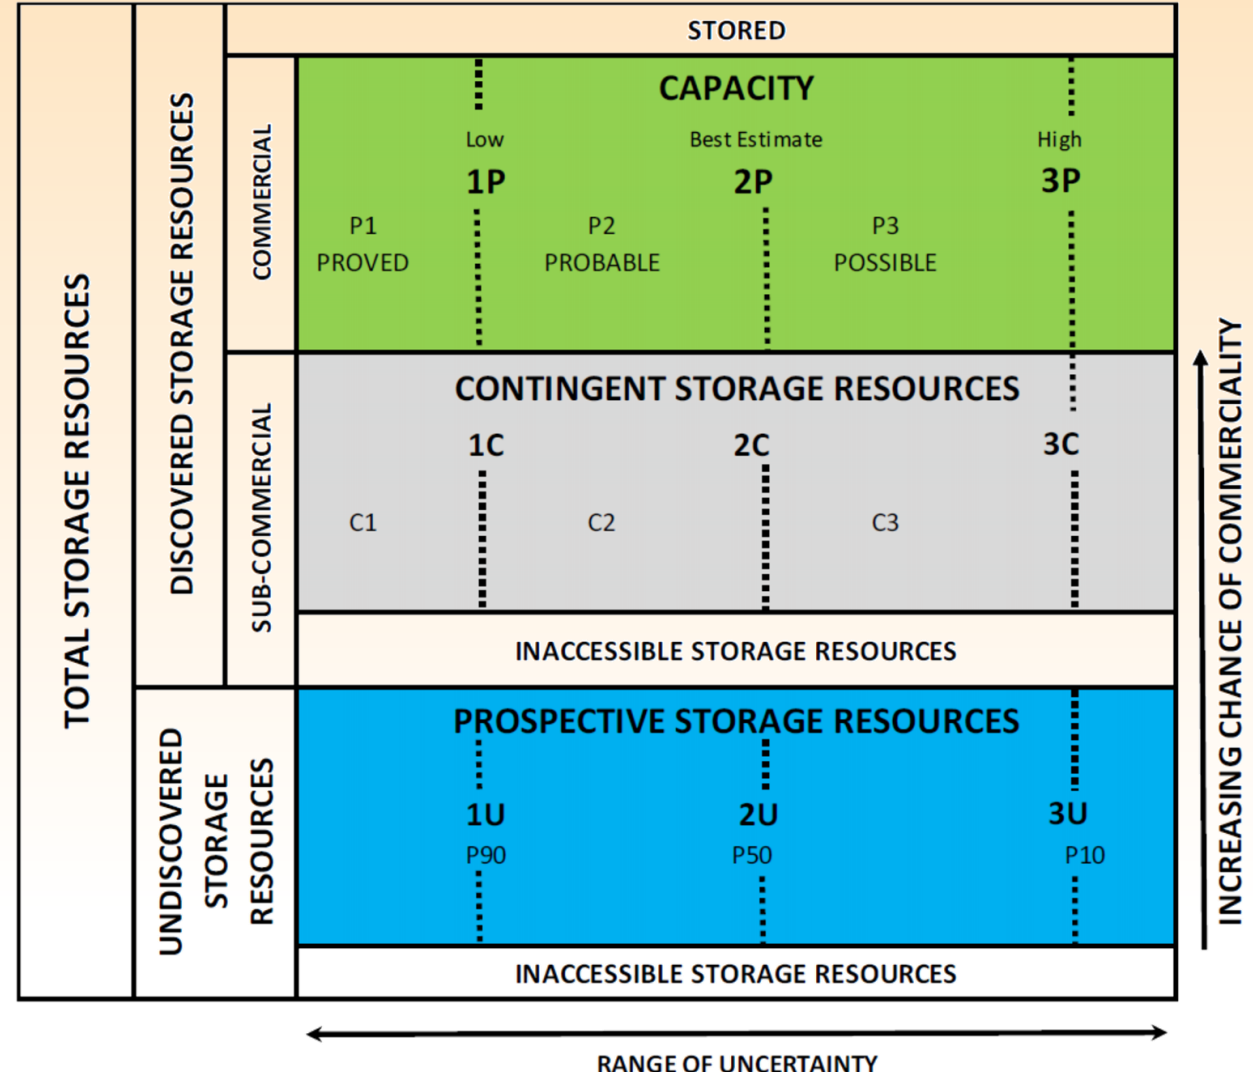 TOTAL STORAGE RESOURCES
DISCOVERED STORAGE RESOURCES
STORED
COMMERCIAL
CAPACITY
Low
Best Estimate
High
1P
2P
3P
P1
PROVED
P2
PROBABLE
P3
POSSIBLE
SUB-COMMERCIAL
CONTINGENT STORAGE RESOURCES
1C
2C
3C
C1
C2
C3
INACCESSIBLE STORAGE RESOURCES
UNDISCOVERED
STORAGE
RESOURCES
PROSPECTIVE STORAGE RESOURCES
1U
2U
3U
P90
P50
P10
INACCESSIBLE STORAGE RESOURCES
RANGE OF UNCERTAINTY
INCREASING CHANCE OF COMMERCIALITY